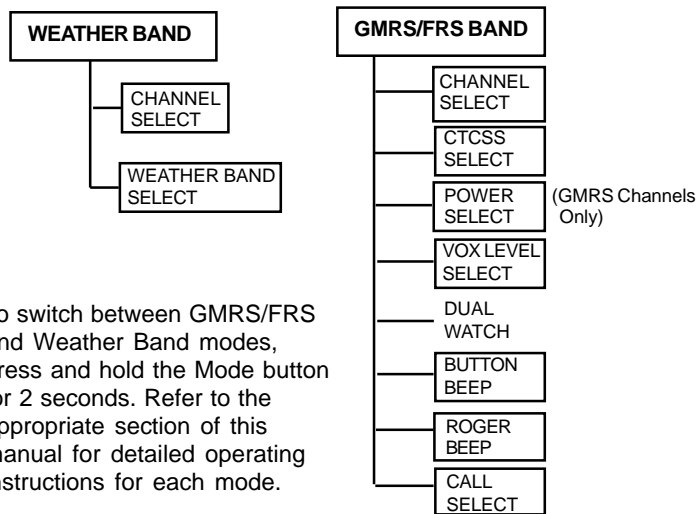 WEATHER BAND
CHANNEL
SELECT
WEATHER BAND
SELECT
GMRS/FRS BAND
CHANNEL
SELECT
CTCSS
SELECT
POWER
SELECT
(GMRS Channels
Only)
VOX LEVEL
SELECT
DUAL
WATCH
BUTTON
BEEP
ROGER
BEEP
CALL
SELECT
o switch between GMRS/FRS
nd Weather Band modes,
ress and hold the Mode button
or 2 seconds. Refer to the
ppropriate section of this
manual for detailed operating
nstructions for each mode.